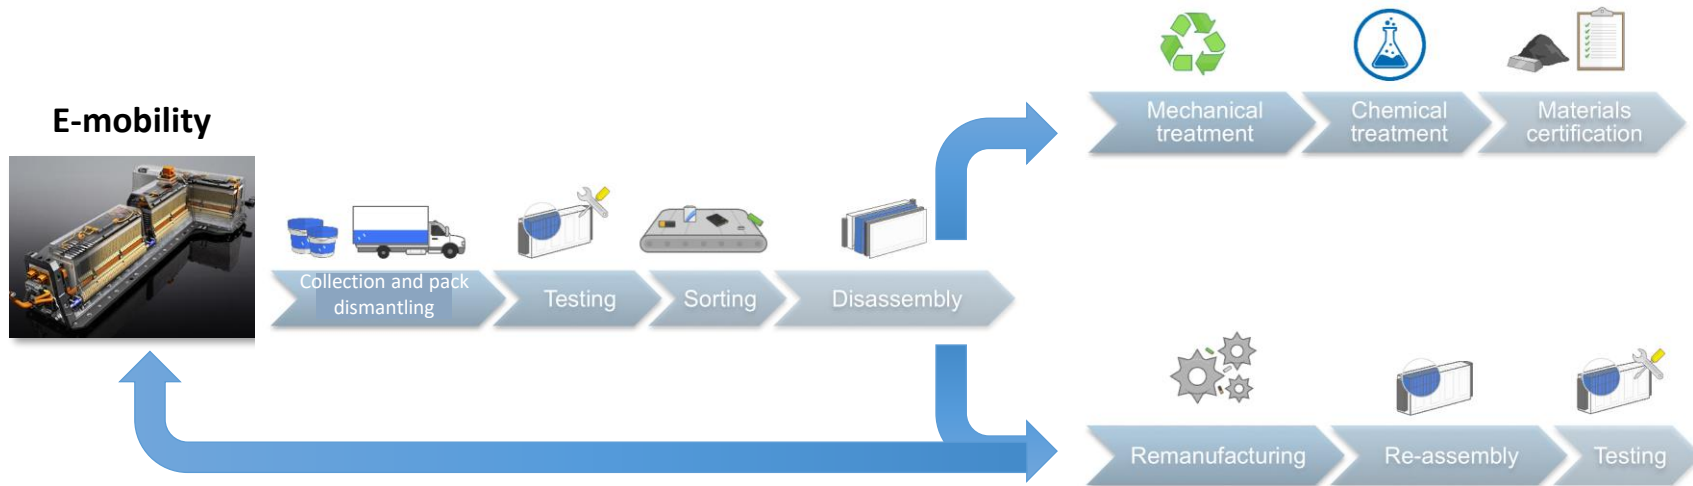 E-mobility
Collection and pack
dismantling
Testing
Sorting
Disassembly
Mechanical
treatment
Chemical
treatment
Materials
certification
Remanufacturing
Re-assembly
Testing